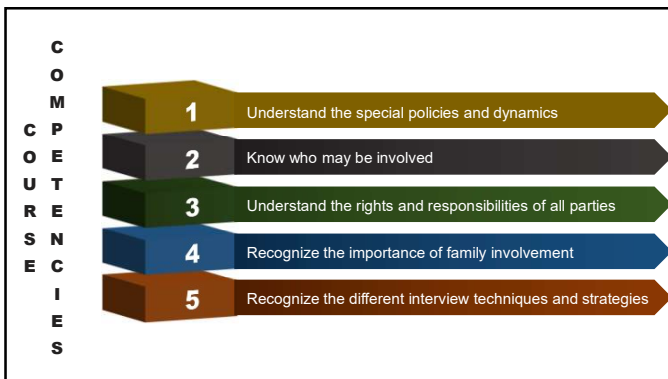 COURSE
COMPETENCIES
1 Understand the special policies and dynamics
2 Know who may be involved
3 Understand the rights and responsibilities of all parties
4 Recognize the importance of family involvement
5 Recognize the different interview techniques and strategies